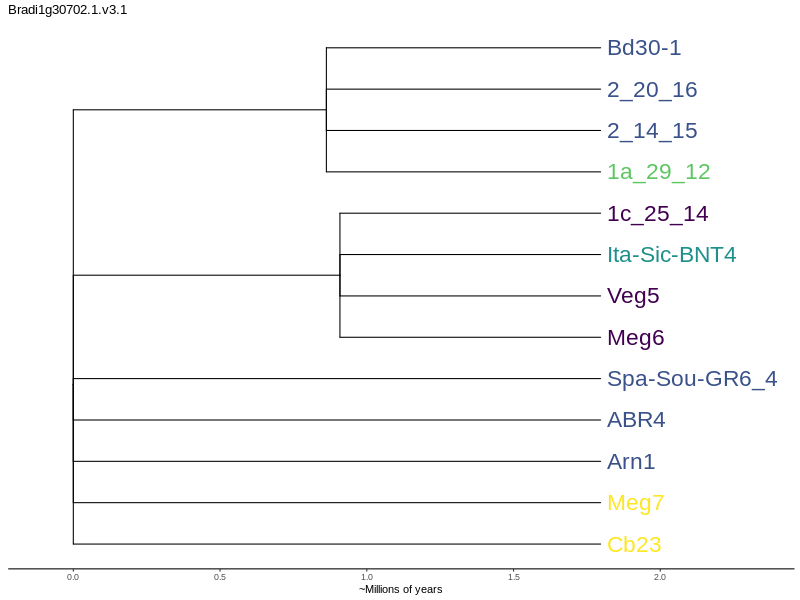 Bradi1g30702.1.v3.1
Bd30-1
2_20_16
2_14_15
1a_29_12
1c_25_14
Ita-Sic-BNT4
Veg5
Meg6
Spa-Sou-GR6_4
ABR4
Arn1
Meg7
Cb23
0.0 0.5 1.0 1.5 2.0
~Millions of years